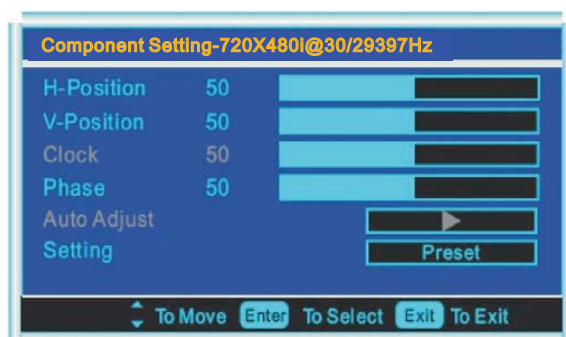 Component Setting-720X480I@30/29397Hz
H-Position 50
V-Position 50
Clock 50
Phase 50
Auto Adjust
Setting Preset
To Move Enter To Select Exit To Exit